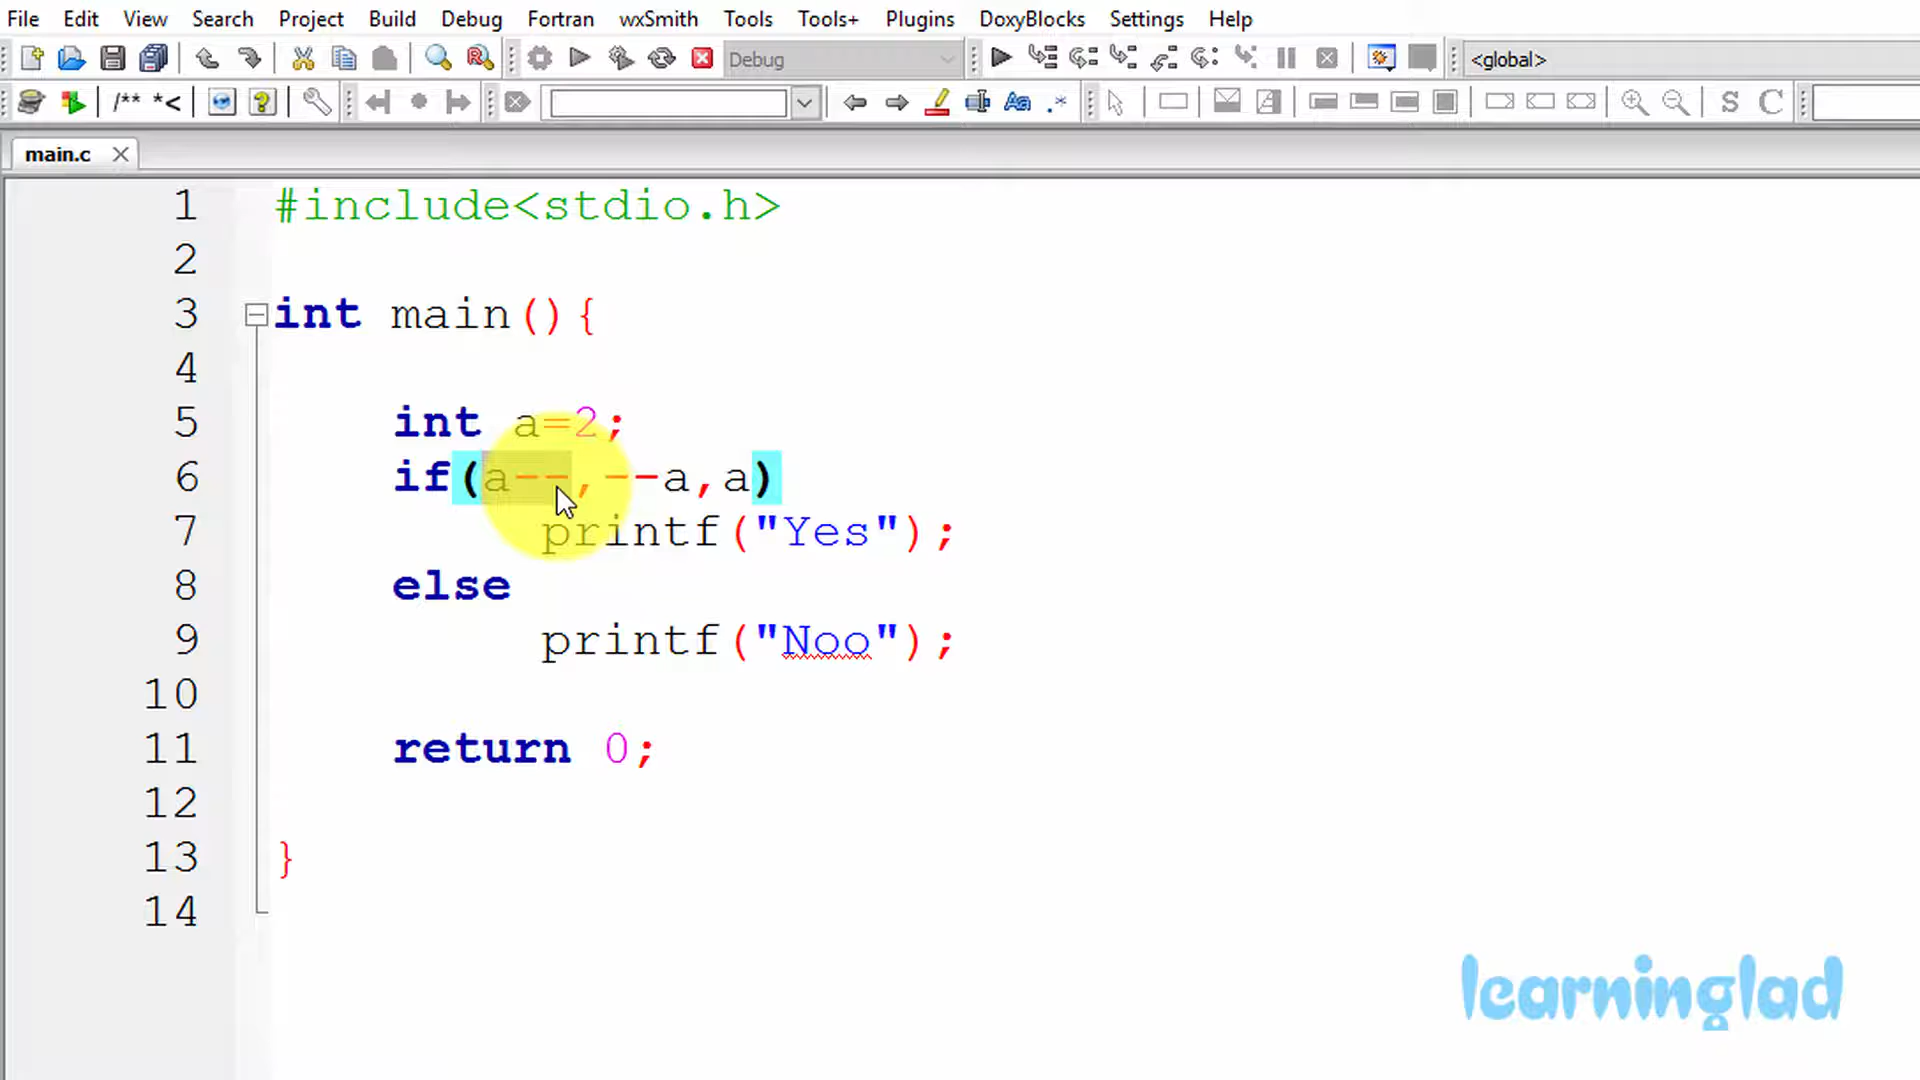 File Edit View Search Project Build Debug Fortran wxSmith Tools Tools+ Plugins DoxyBlocks Settings Help
Debug <global>
/** *< Aa .* S C
main.c
1 #include<stdio.h>
2
3 int main(){
4
5 int a=2;
6 if(a--,--a,a)
7 printf("Yes");
8 else
9 printf("Noo");
10
11 return 0;
12
13 }
14
learninglad